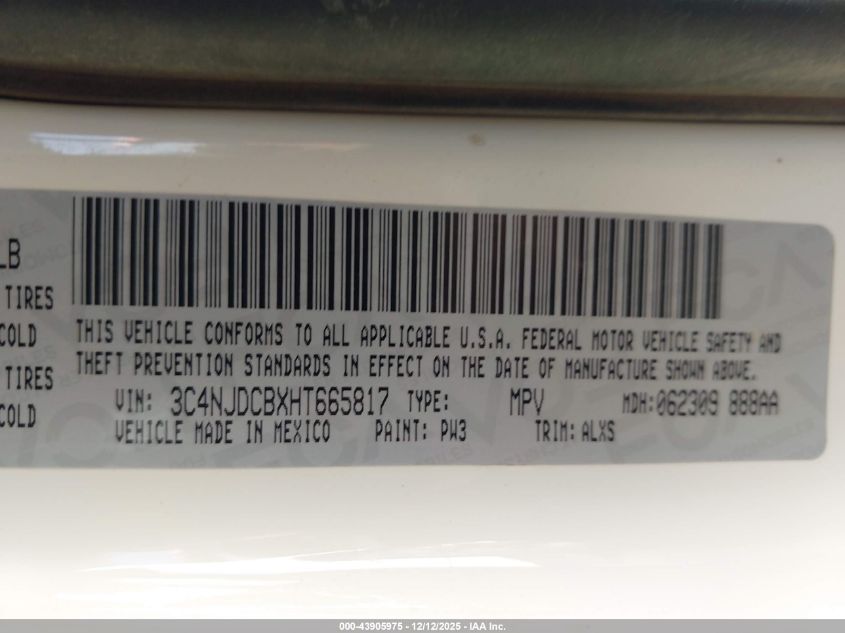 LB
TIRES
COLD
TIRES
COLD
THIS VEHICLE CONFORMS TO ALL APPLICABLE U.S.A. FEDERAL MOTOR VEHICLE SAFETY AND
THEFT PREVENTION STANDARDS IN EFFECT ON THE DATE OF MANUFACTURE SHOWN ABOVE.
VIN: 3C4NJDCBXHT665817 TYPE: MPV MDH:062309 888AA
VEHICLE MADE IN MEXICO PAINT: PW3 TRIM: ALXS
000-43905975 - 12/12/2025 - IAA Inc.